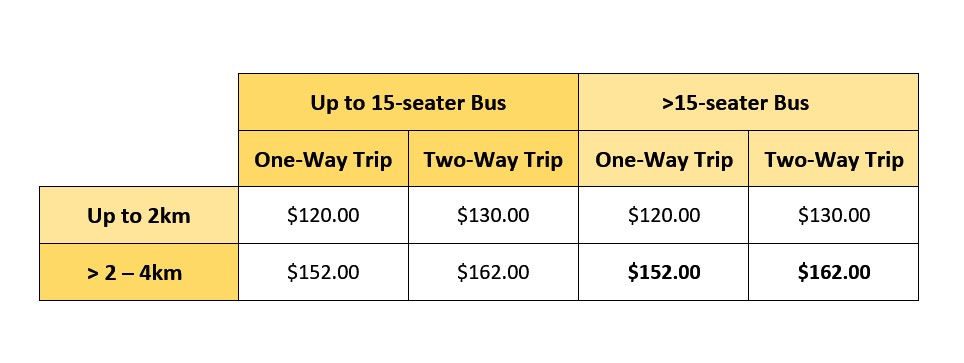 Up to 15-seater Bus >15-seater Bus
One-Way Trip Two-Way Trip One-Way Trip Two-Way Trip
Up to 2km $120.00 $130.00 $120.00 $130.00
> 2 – 4km $152.00 $162.00 $152.00 $162.00